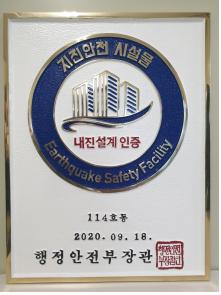 지진안전 시설물
내진설계 인증
Earthquake Safety Facility
114호동
2020. 09. 18.
행정안전부장관